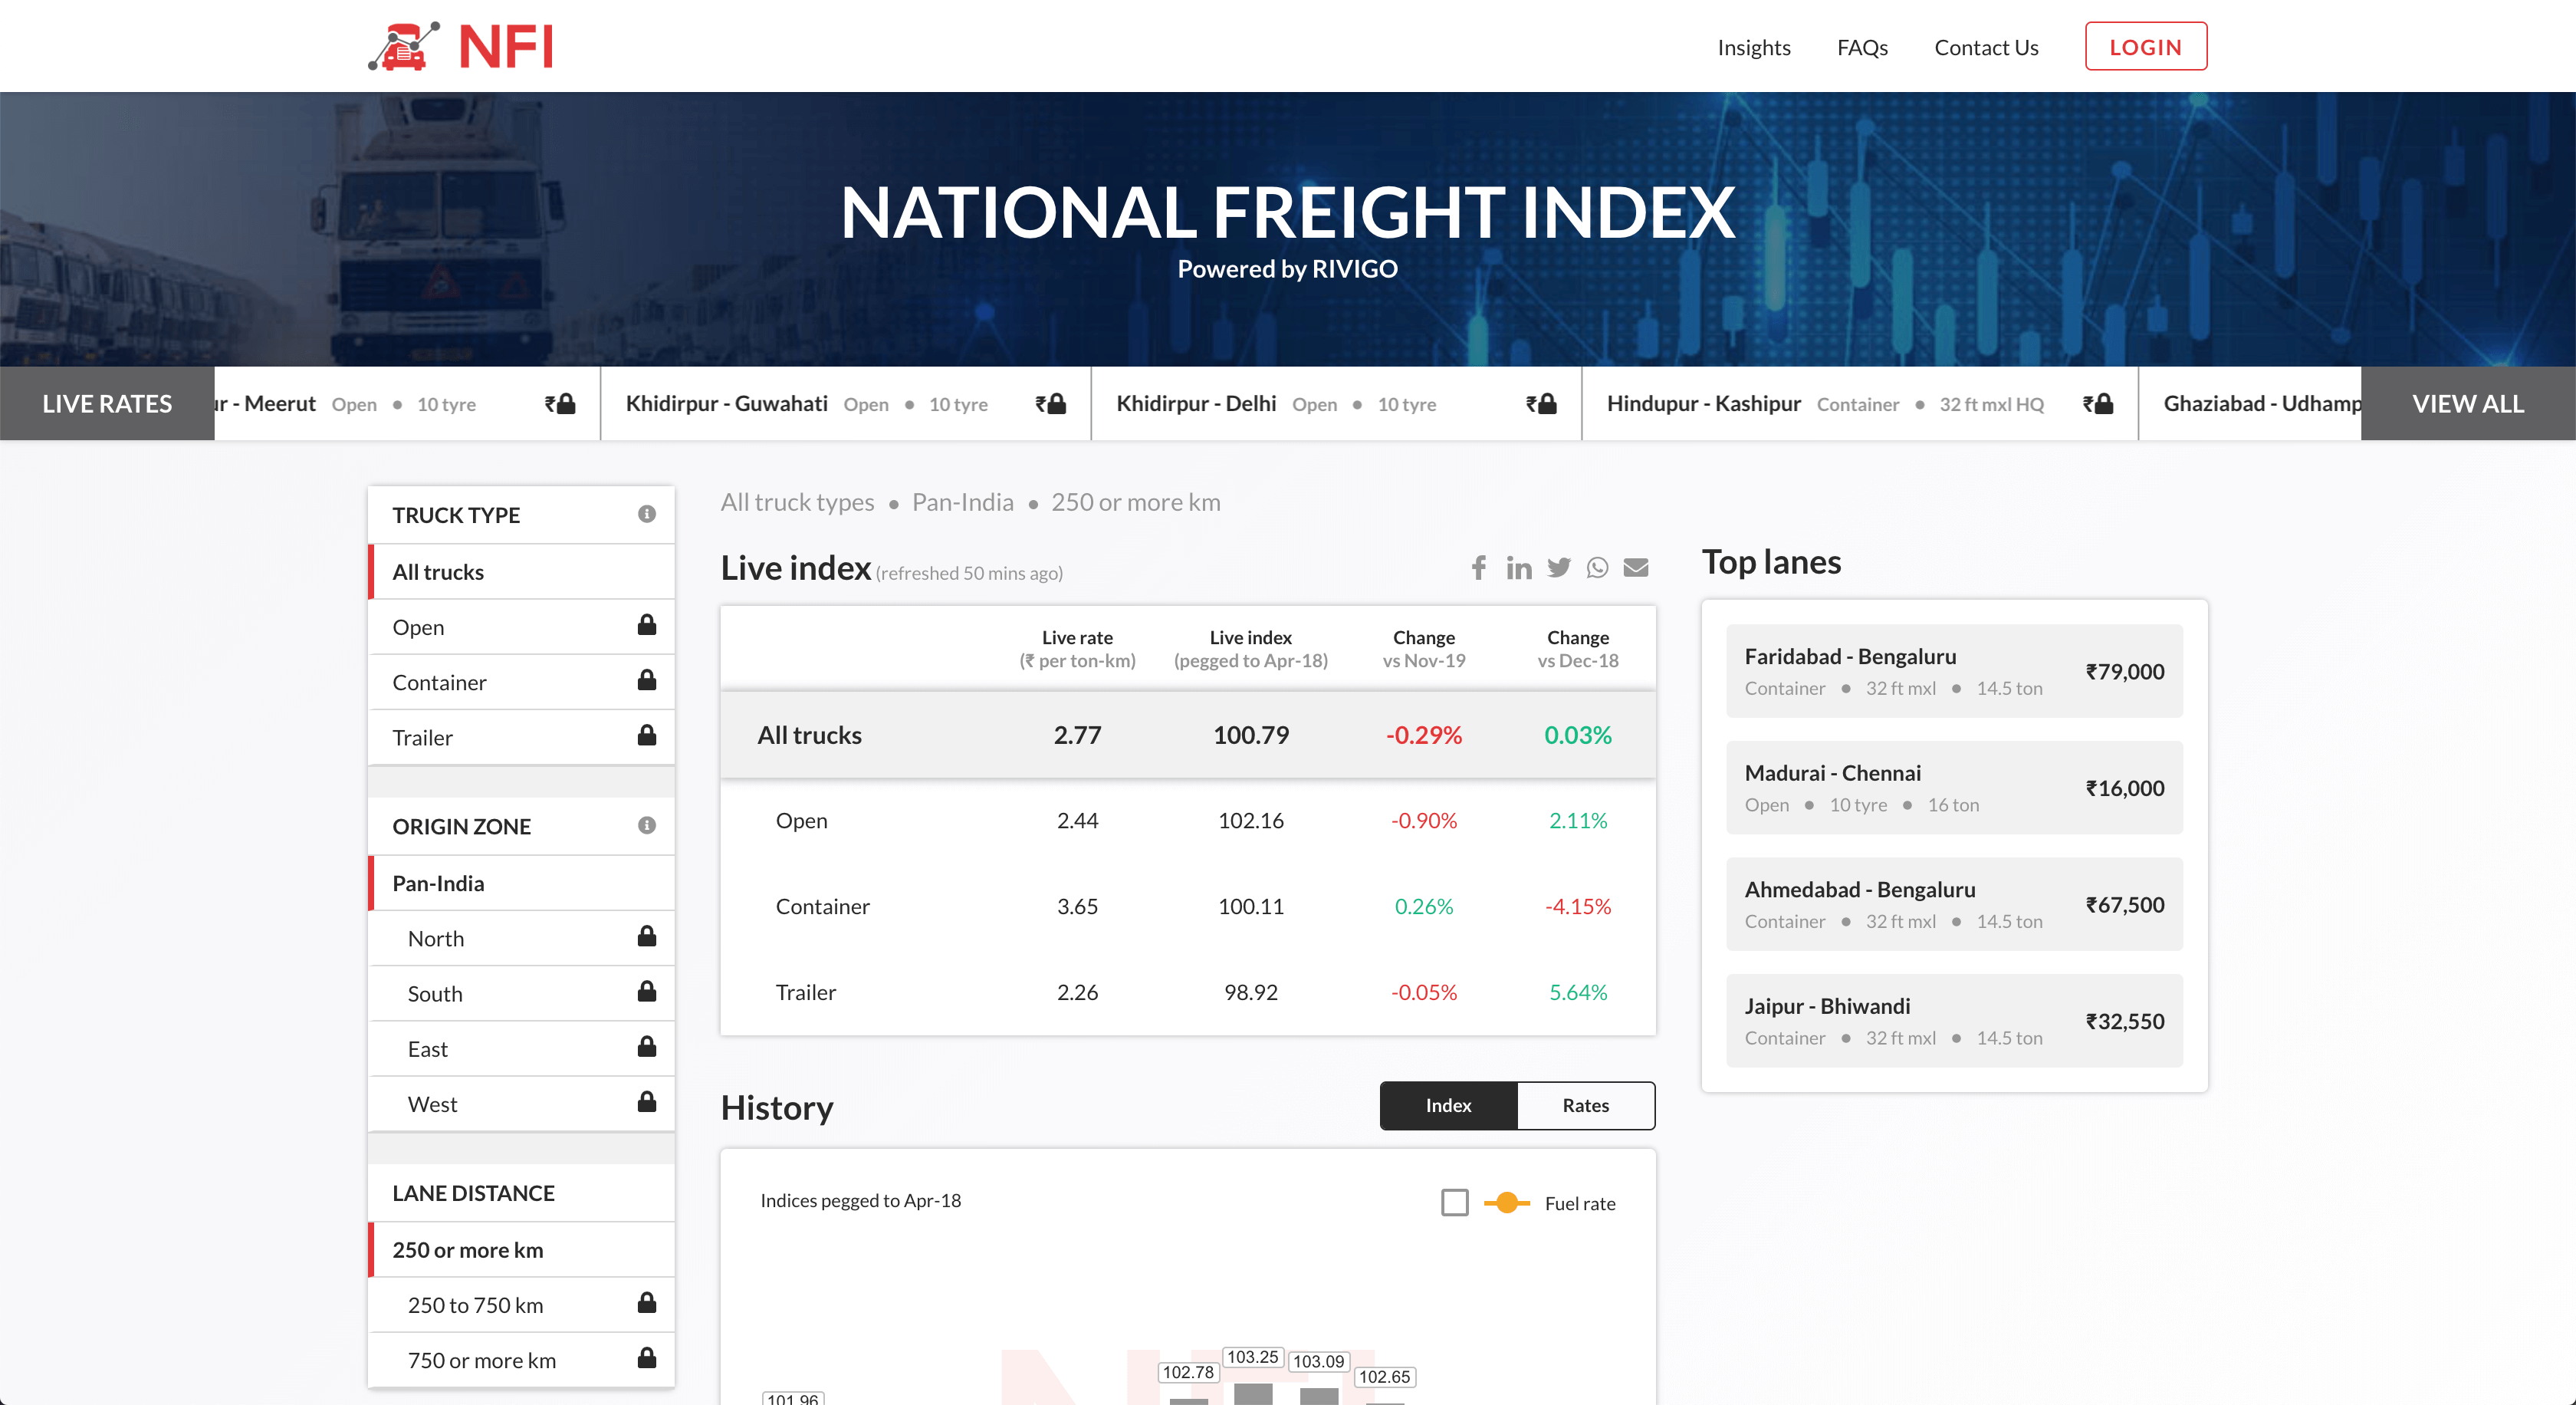 NFI
Insights
FAQs
Contact Us
LOGIN
NATIONAL FREIGHT INDEX
Powered by RIVIGO
LIVE RATES
ur - Meerut Open • 10 tyre ₹
Khidirpur - Guwahati Open • 10 tyre ₹
Khidirpur - Delhi Open • 10 tyre ₹
Hindupur - Kashipur Container • 32 ft mxl HQ ₹
Ghaziabad - Udhamp
VIEW ALL
TRUCK TYPE
All trucks
Open
Container
Trailer
ORIGIN ZONE
Pan-India
North
South
East
West
LANE DISTANCE
250 or more km
250 to 750 km
750 or more km
All truck types • Pan-India • 250 or more km
Live index (refreshed 50 mins ago)
Live rate Live index Change Change
(₹ per ton-km) (pegged to Apr-18) vs Nov-19 vs Dec-18
All trucks 2.77 100.79 -0.29% 0.03%
Open 2.44 102.16 -0.90% 2.11%
Container 3.65 100.11 0.26% -4.15%
Trailer 2.26 98.92 -0.05% 5.64%
History
Index Rates
Indices pegged to Apr-18
Fuel rate
NFI
101.96
102.78
103.25
103.09
102.65
Top lanes
Faridabad - Bengaluru
Container • 32 ft mxl • 14.5 ton
₹79,000
Madurai - Chennai
Open • 10 tyre • 16 ton
₹16,000
Ahmedabad - Bengaluru
Container • 32 ft mxl • 14.5 ton
₹67,500
Jaipur - Bhiwandi
Container • 32 ft mxl • 14.5 ton
₹32,550